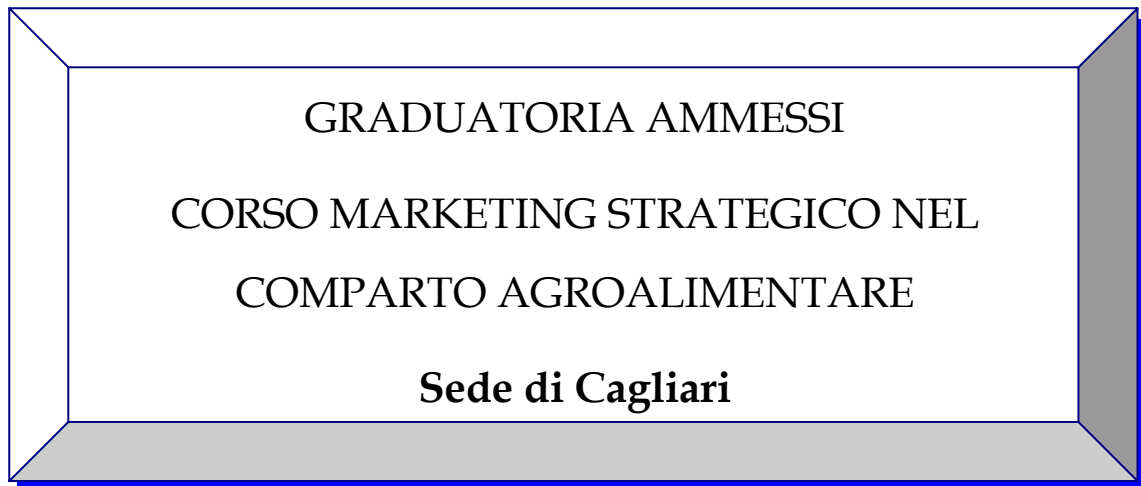 GRADUATORIA AMMESSI
CORSO MARKETING STRATEGICO NEL
COMPARTO AGROALIMENTARE
Sede di Cagliari